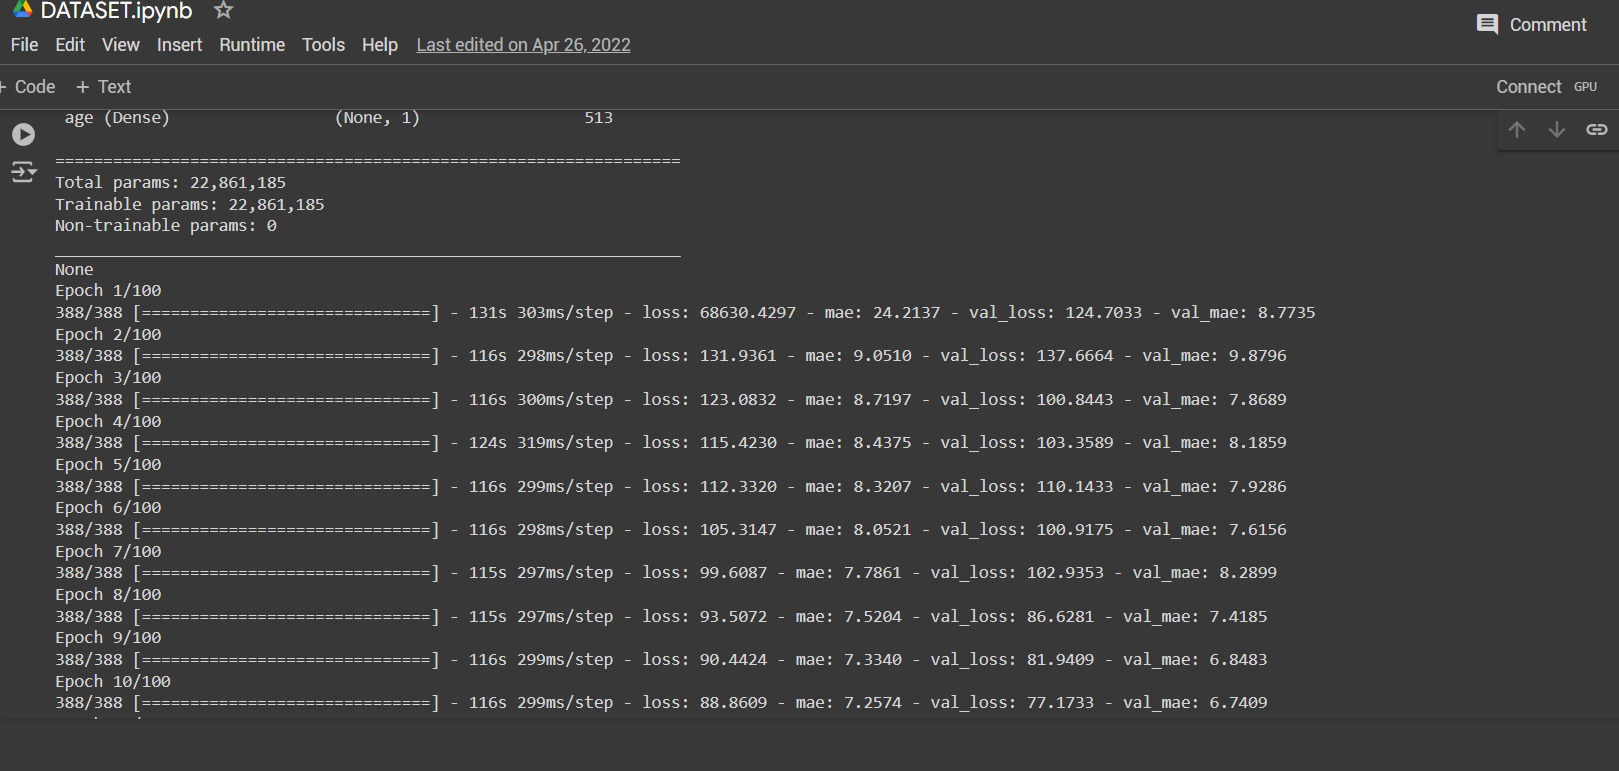 DATASET.ipynb
File Edit View Insert Runtime Tools Help Last edited on Apr 26, 2022
Comment
+ Code + Text
Connect GPU
age (Dense) (None, 1) 513
=================================================================
Total params: 22,861,185
Trainable params: 22,861,185
Non-trainable params: 0
_________________________________________________________________
None
Epoch 1/100
388/388 [==============================] - 131s 303ms/step - loss: 68630.4297 - mae: 24.2137 - val_loss: 124.7033 - val_mae: 8.7735
Epoch 2/100
388/388 [==============================] - 116s 298ms/step - loss: 131.9361 - mae: 9.0510 - val_loss: 137.6664 - val_mae: 9.8796
Epoch 3/100
388/388 [==============================] - 116s 300ms/step - loss: 123.0832 - mae: 8.7197 - val_loss: 100.8443 - val_mae: 7.8689
Epoch 4/100
388/388 [==============================] - 124s 319ms/step - loss: 115.4230 - mae: 8.4375 - val_loss: 103.3589 - val_mae: 8.1859
Epoch 5/100
388/388 [==============================] - 116s 299ms/step - loss: 112.3320 - mae: 8.3207 - val_loss: 110.1433 - val_mae: 7.9286
Epoch 6/100
388/388 [==============================] - 116s 298ms/step - loss: 105.3147 - mae: 8.0521 - val_loss: 100.9175 - val_mae: 7.6156
Epoch 7/100
388/388 [==============================] - 115s 297ms/step - loss: 99.6087 - mae: 7.7861 - val_loss: 102.9353 - val_mae: 8.2899
Epoch 8/100
388/388 [==============================] - 115s 297ms/step - loss: 93.5072 - mae: 7.5204 - val_loss: 86.6281 - val_mae: 7.4185
Epoch 9/100
388/388 [==============================] - 116s 299ms/step - loss: 90.4424 - mae: 7.3340 - val_loss: 81.9409 - val_mae: 6.8483
Epoch 10/100
388/388 [==============================] - 116s 299ms/step - loss: 88.8609 - mae: 7.2574 - val_loss: 77.1733 - val_mae: 6.7409